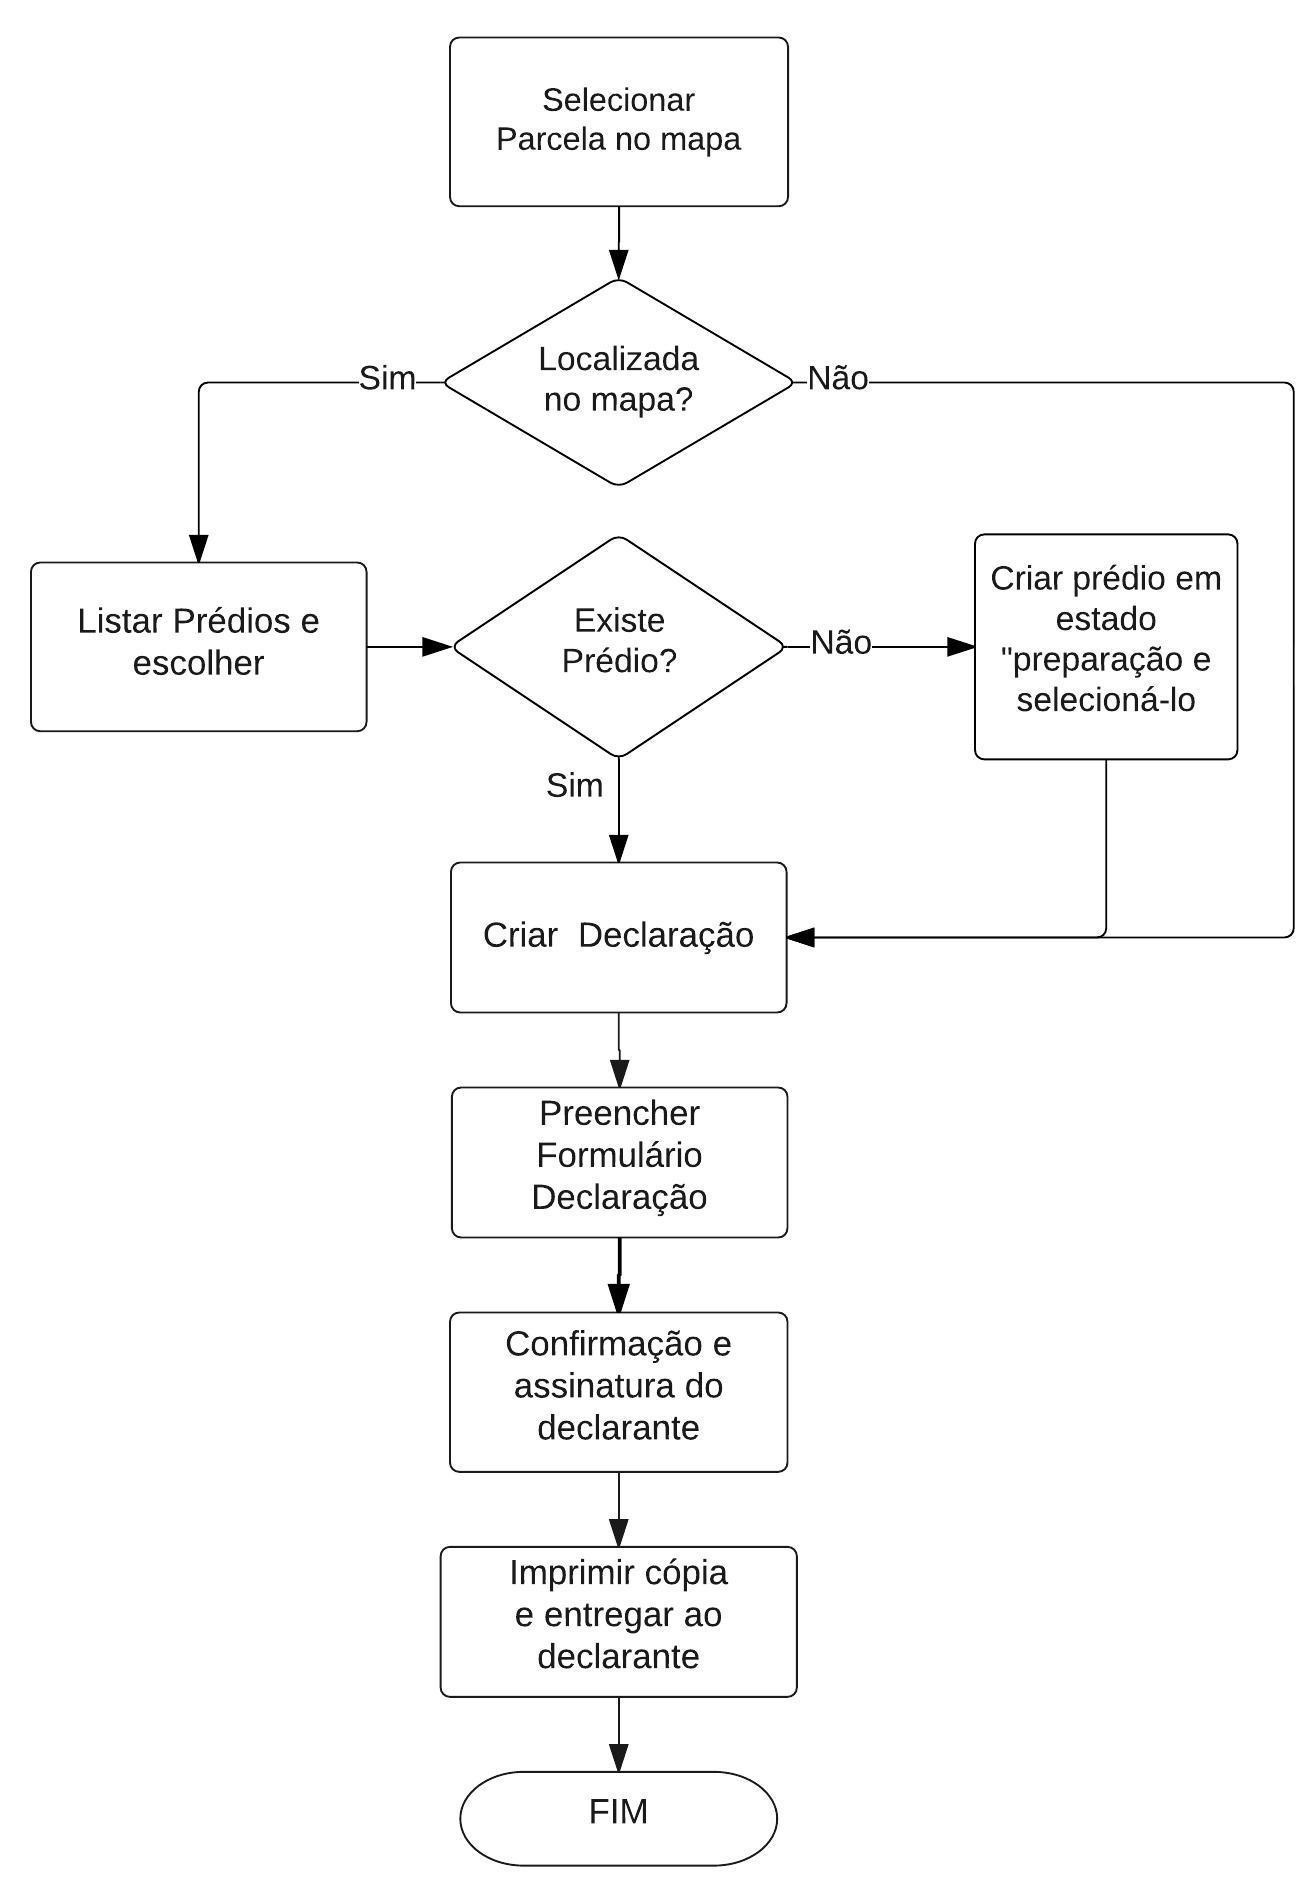 Selecionar
Parcela no mapa
Localizada
no mapa?
Sim
Não
Listar Prédios e
escolher
Existe
Prédio?
Não
Criar prédio em
estado
"preparação e
selecioná-lo
Sim
Criar  Declaração
Preencher
Formulário
Declaração
Confirmação e
assinatura do
declarante
Imprimir cópia
e entregar ao
declarante
FIM